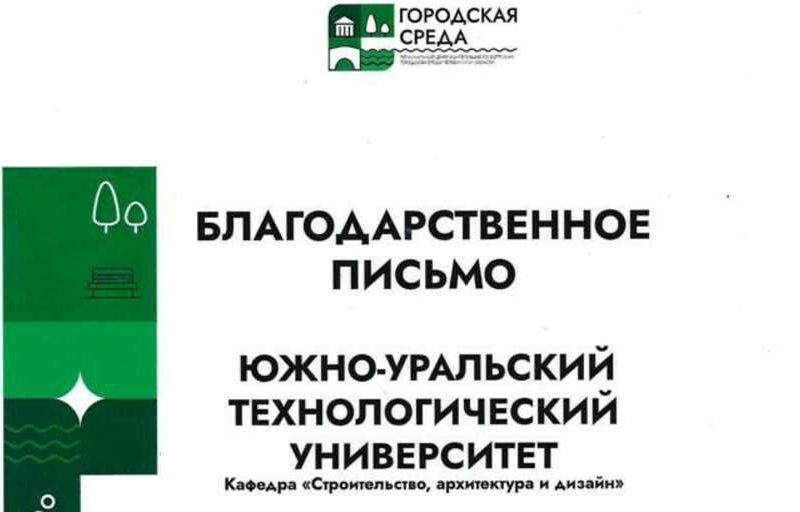 ГОРОДСКАЯ
СРЕДА
БЛАГОДАРСТВЕННОЕ
ПИСЬМО
ЮЖНО-УРАЛЬСКИЙ
ТЕХНОЛОГИЧЕСКИЙ
УНИВЕРСИТЕТ
Кафедра «Строительство, архитектура и дизайн»